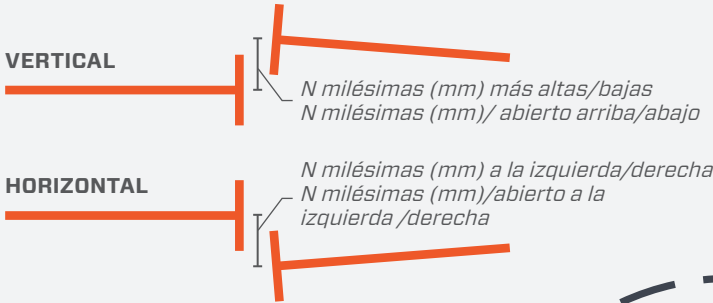 VERTICAL
N milésimas (mm) más altas/bajas
N milésimas (mm)/ abierto arriba/abajo
HORIZONTAL
N milésimas (mm) a la izquierda/derecha
N milésimas (mm)/abierto a la
izquierda /derecha